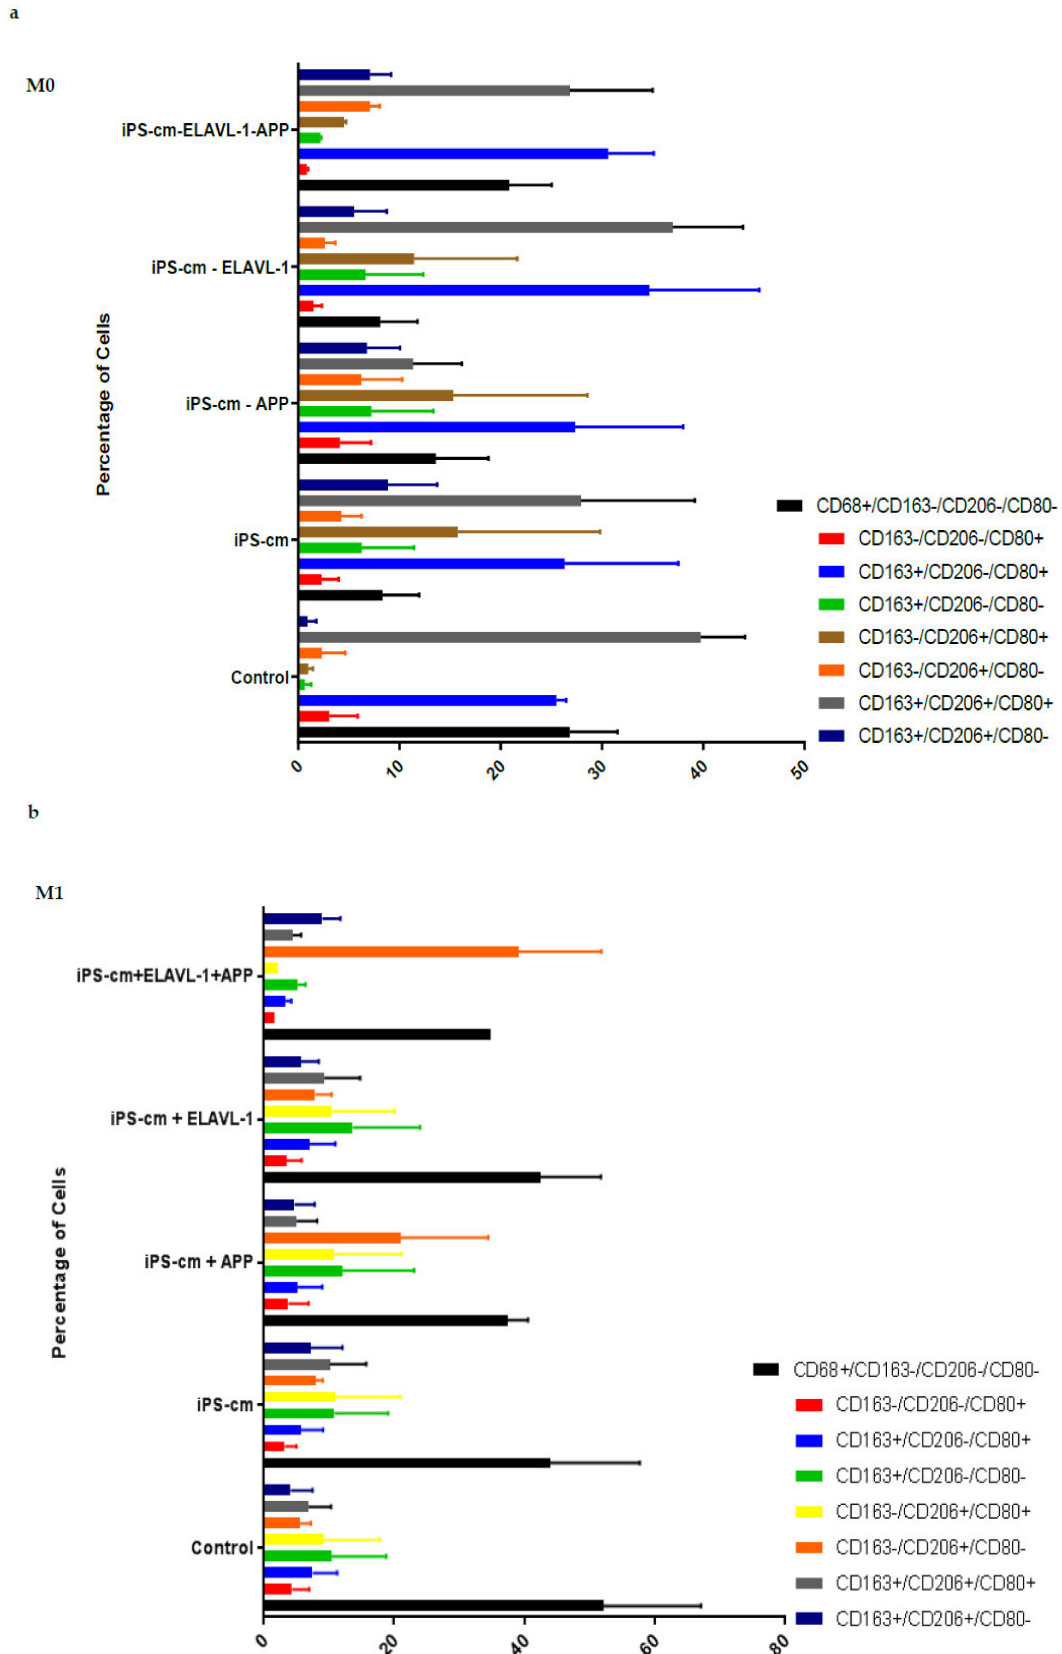 a
M0
iPS-cm-ELAVL-1-APP
iPS-cm - ELAVL-1
iPS-cm - APP
iPS-cm
Control
Percentage of Cells
0 10 20 30 40 50
CD68+/CD163-/CD206-/CD80-
CD163-/CD206-/CD80+
CD163+/CD206-/CD80+
CD163+/CD206-/CD80-
CD163-/CD206+/CD80+
CD163-/CD206+/CD80-
CD163+/CD206+/CD80+
CD163+/CD206+/CD80-
b
M1
iPS-cm+ELAVL-1+APP
iPS-cm + ELAVL-1
iPS-cm + APP
iPS-cm
Control
Percentage of Cells
0 20 40 60 80
CD68+/CD163-/CD206-/CD80-
CD163-/CD206-/CD80+
CD163+/CD206-/CD80+
CD163+/CD206-/CD80-
CD163-/CD206+/CD80+
CD163-/CD206+/CD80-
CD163+/CD206+/CD80+
CD163+/CD206+/CD80-